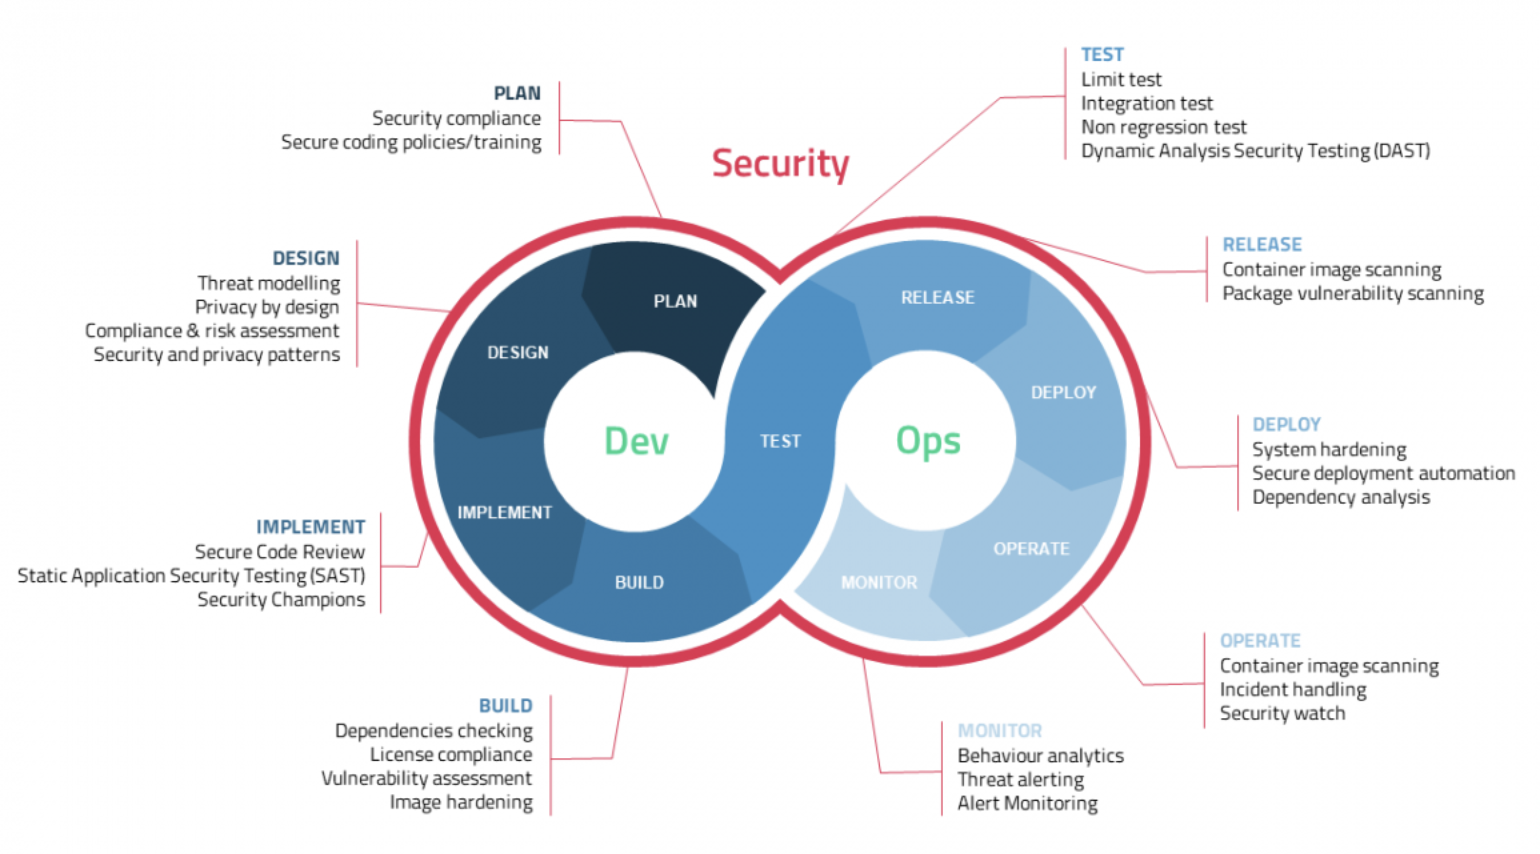 PLAN
Security compliance
Secure coding policies/training
Security
TEST
Limit test
Integration test
Non regression test
Dynamic Analysis Security Testing (DAST)
DESIGN
Threat modelling
Privacy by design
Compliance & risk assessment
Security and privacy patterns
RELEASE
Container image scanning
Package vulnerability scanning
PLAN
RELEASE
DESIGN
DEPLOY
Dev
TEST
Ops
IMPLEMENT
OPERATE
BUILD
MONITOR
DEPLOY
System hardening
Secure deployment automation
Dependency analysis
IMPLEMENT
Secure Code Review
Static Application Security Testing (SAST)
Security Champions
OPERATE
Container image scanning
Incident handling
Security watch
BUILD
Dependencies checking
License compliance
Vulnerability assessment
Image hardening
MONITOR
Behaviour analytics
Threat alerting
Alert Monitoring